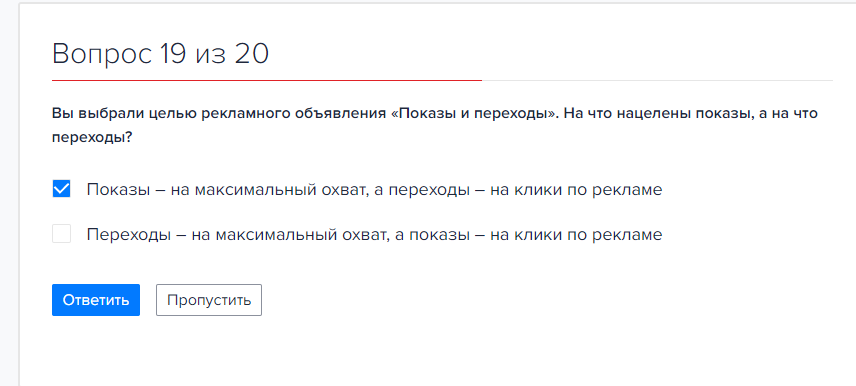 Вопрос 19 из 20
Вы выбрали целью рекламного объявления «Показы и переходы». На что нацелены показы, а на что
переходы?
Показы – на максимальный охват, а переходы – на клики по рекламе
Переходы – на максимальный охват, а показы – на клики по рекламе
Ответить Пропустить